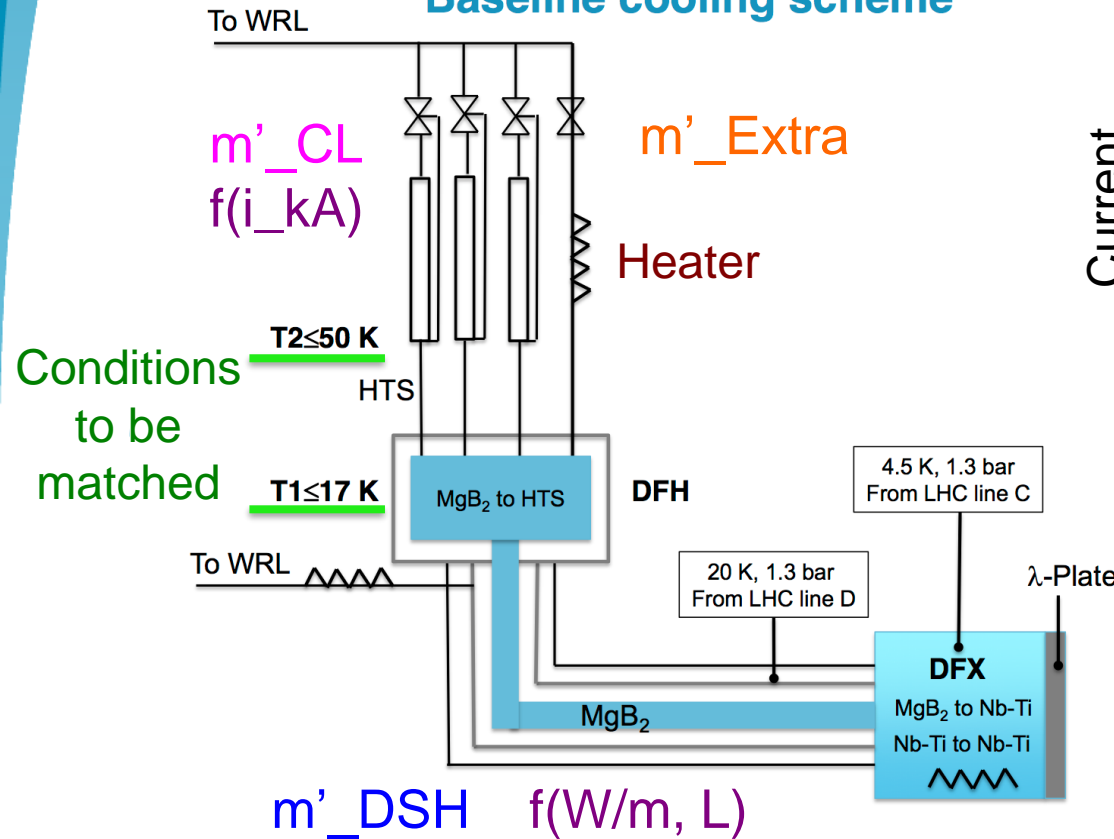 Baseline cooling scheme
To WRL
m’_CL
f(i_kA)
m’_Extra
Current
Heater
T2≤50 K
Conditions
to be
matched
HTS
T1≤17 K
MgB₂ to HTS
DFH
4.5 K, 1.3 bar
From LHC line C
To WRL
20 K, 1.3 bar
From LHC line D
λ-Plate
DFX
MgB₂ to Nb-Ti
Nb-Ti to Nb-Ti
MgB₂
m’_DSH f(W/m, L)